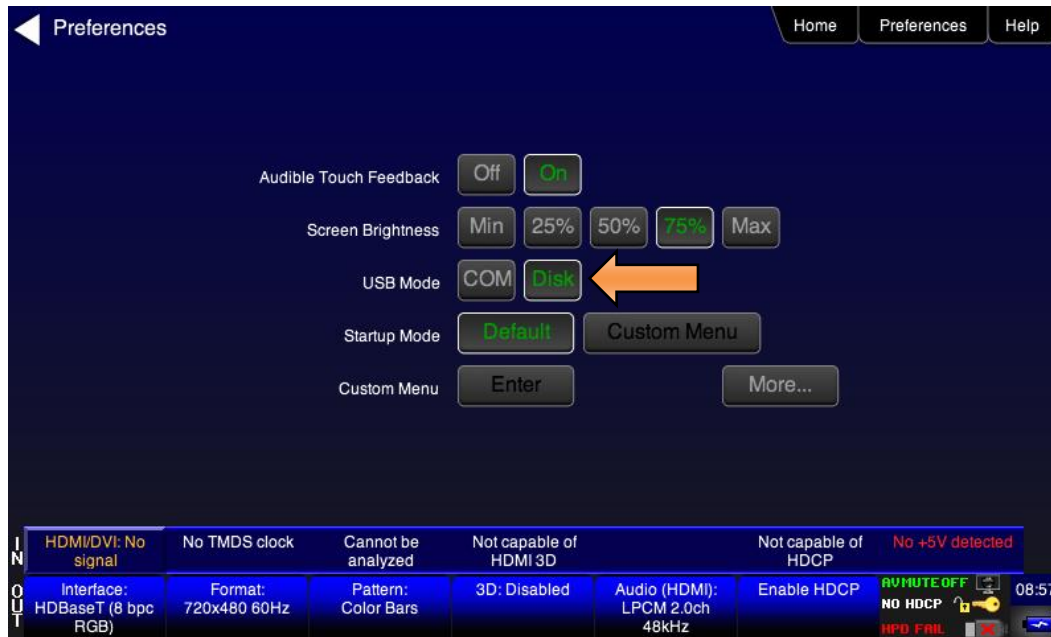 Preferences
Home Preferences Help
Audible Touch Feedback Off On
Screen Brightness Min 25% 50% 75% Max
USB Mode COM Disk
Startup Mode Default Custom Menu
Custom Menu Enter More...
IN
HDMI/DVI: No
signal
No TMDS clock
Cannot be
analyzed
Not capable of
HDMI 3D
Not capable of
HDCP
No +5V detected
OUT
Interface:
HDBaseT (8 bpc
RGB)
Format:
720x480 60Hz
Pattern:
Color Bars
3D: Disabled
Audio (HDMI):
LPCM 2.0ch
48kHz
Enable HDCP
AVMUTE OFF
NO HDCP
HPD FAIL
08:57